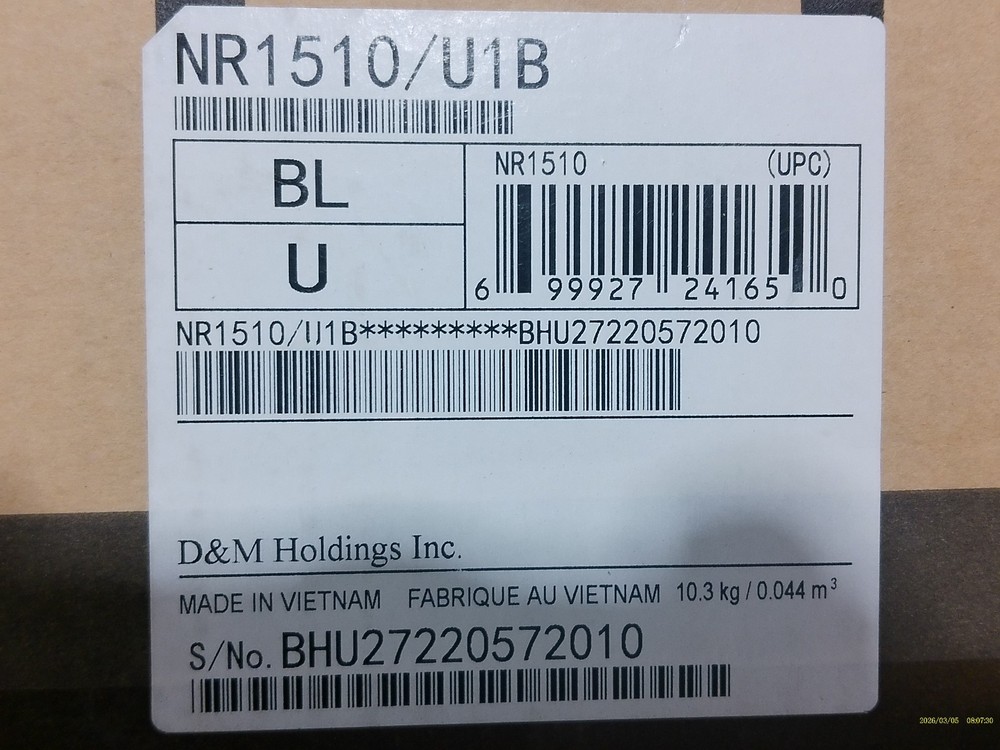 NR1510/U1B
BL
U
NR1510 (UPC)
6 99927 24165 0
NR1510/U1B*********BHU27220572010
D&M Holdings Inc.
MADE IN VIETNAM FABRIQUE AU VIETNAM 10.3 kg / 0.044 m³
S/No. BHU27220572010
2026/03/05 08:07:30